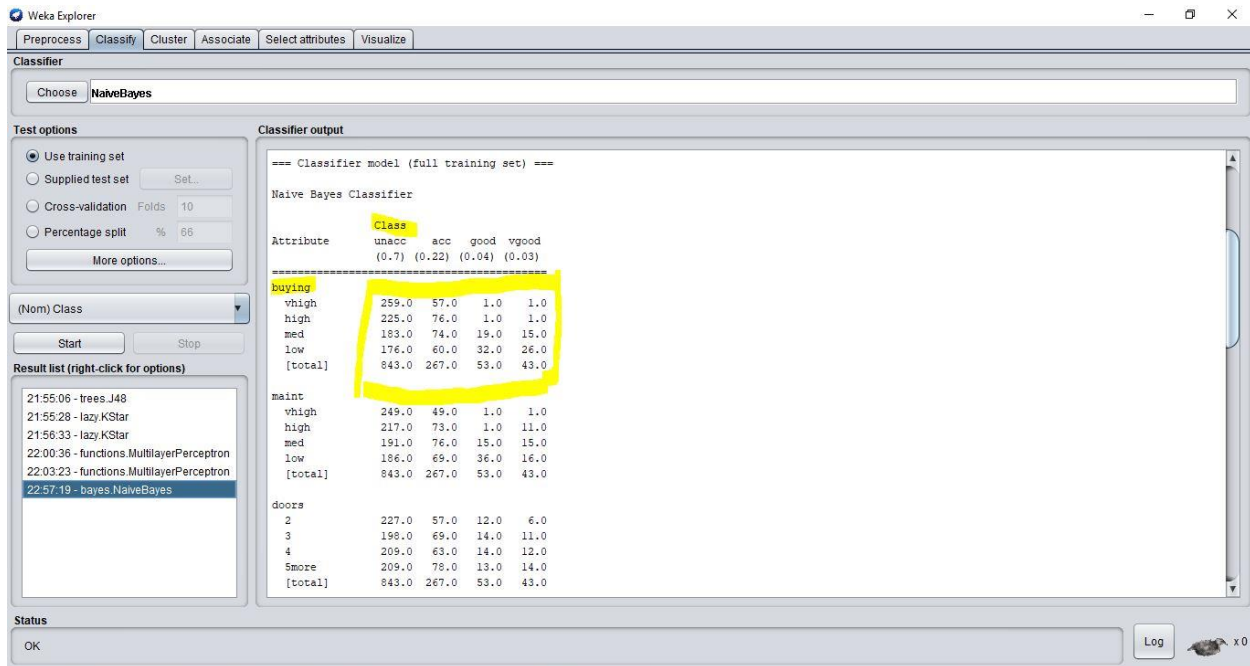 Weka Explorer
Preprocess Classify Cluster Associate Select attributes Visualize
Classifier
Choose NaiveBayes
Test options
Use training set
Supplied test set Set...
Cross-validation Folds 10
Percentage split % 66
More options...
(Nom) Class
Start Stop
Result list (right-click for options)
21:55:06 - trees.J48
21:55:28 - lazy.KStar
21:56:33 - lazy.KStar
22:00:36 - functions.MultilayerPerceptron
22:03:23 - functions.MultilayerPerceptron
22:57:19 - bayes.NaiveBayes
Classifier output
=== Classifier model (full training set) ===
Naive Bayes Classifier
Class
Attribute unacc acc good vgood
(0.7) (0.22) (0.04) (0.03)
===========================================
buying
vhigh 259.0 57.0 1.0 1.0
high 225.0 76.0 1.0 1.0
med 183.0 74.0 19.0 15.0
low 176.0 60.0 32.0 26.0
[total] 843.0 267.0 53.0 43.0
maint
vhigh 249.0 49.0 1.0 1.0
high 217.0 73.0 1.0 11.0
med 191.0 76.0 15.0 15.0
low 186.0 69.0 36.0 16.0
[total] 843.0 267.0 53.0 43.0
doors
2 227.0 57.0 12.0 6.0
3 198.0 69.0 14.0 11.0
4 209.0 63.0 14.0 12.0
5more 209.0 78.0 13.0 14.0
[total] 843.0 267.0 53.0 43.0
Status
OK
Log x 0